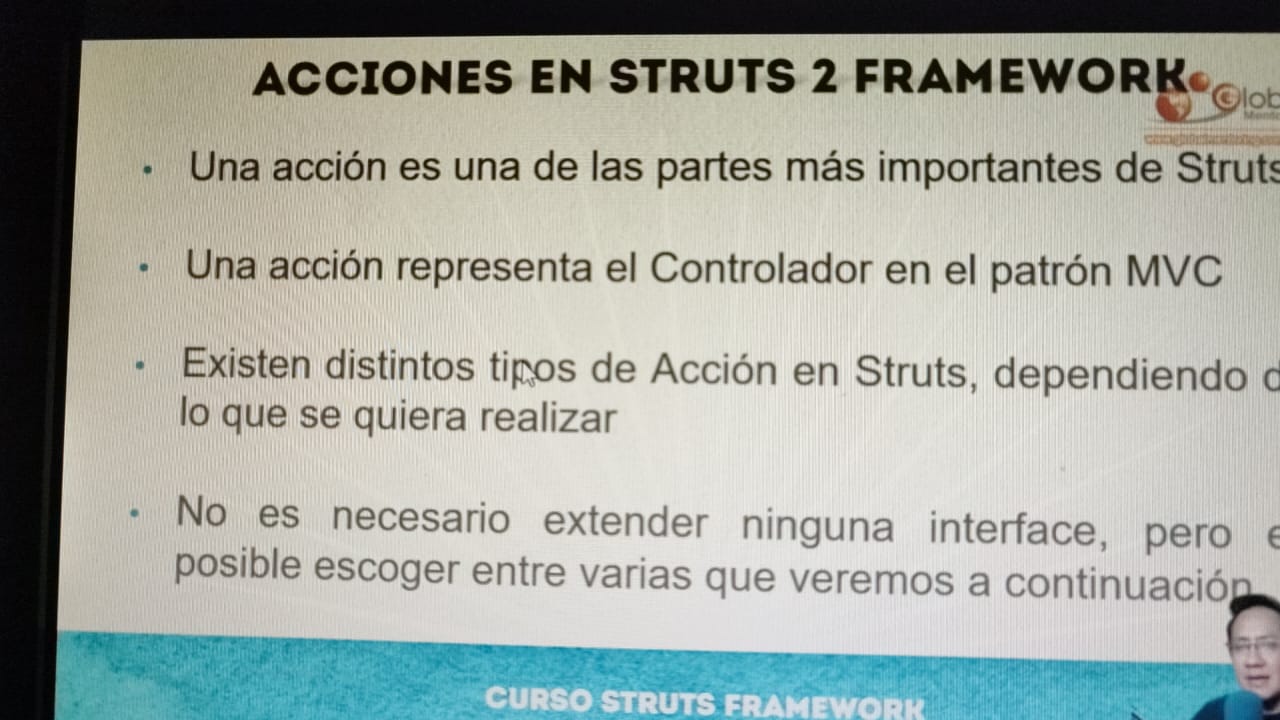 ACCIONES EN STRUTS 2 FRAMEWORK
Una acción es una de las partes más importantes de Struts
Una acción representa el Controlador en el patrón MVC
Existen distintos tipos de Acción en Struts, dependiendo d
lo que se quiera realizar
No es necesario extender ninguna interface, pero e
posible escoger entre varias que veremos a continuación
CURSO STRUTS FRAMEWORK